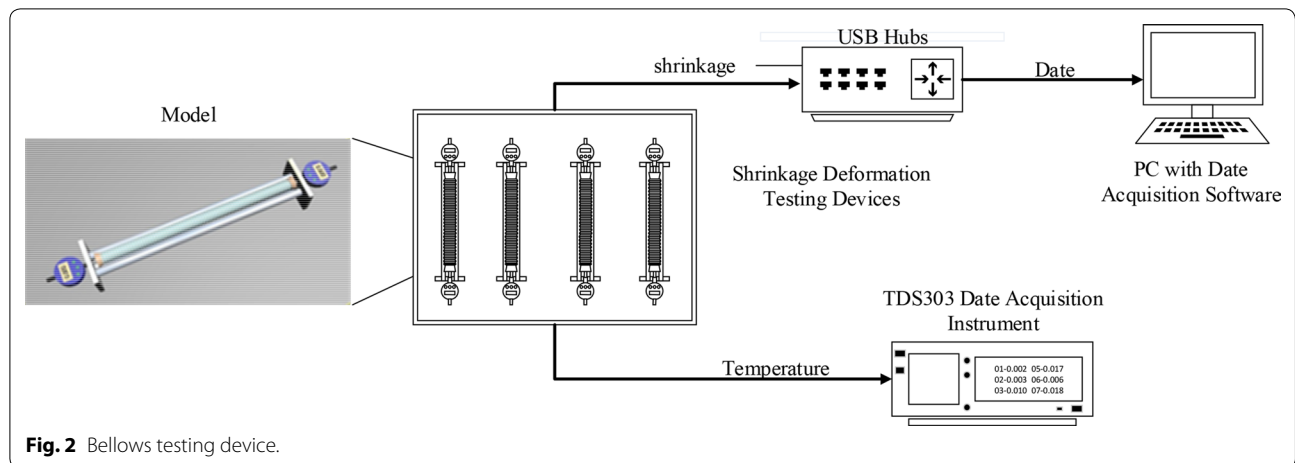 USB Hubs
shrinkage
Date
Model
Shrinkage Deformation
Testing Devices
PC with Date
Acquisition Software
TDS303 Date Acquisition
Instrument
Temperature
01-0.002 05-0.017
02-0.003 06-0.006
03-0.010 07-0.018
Fig. 2 Bellows testing device.